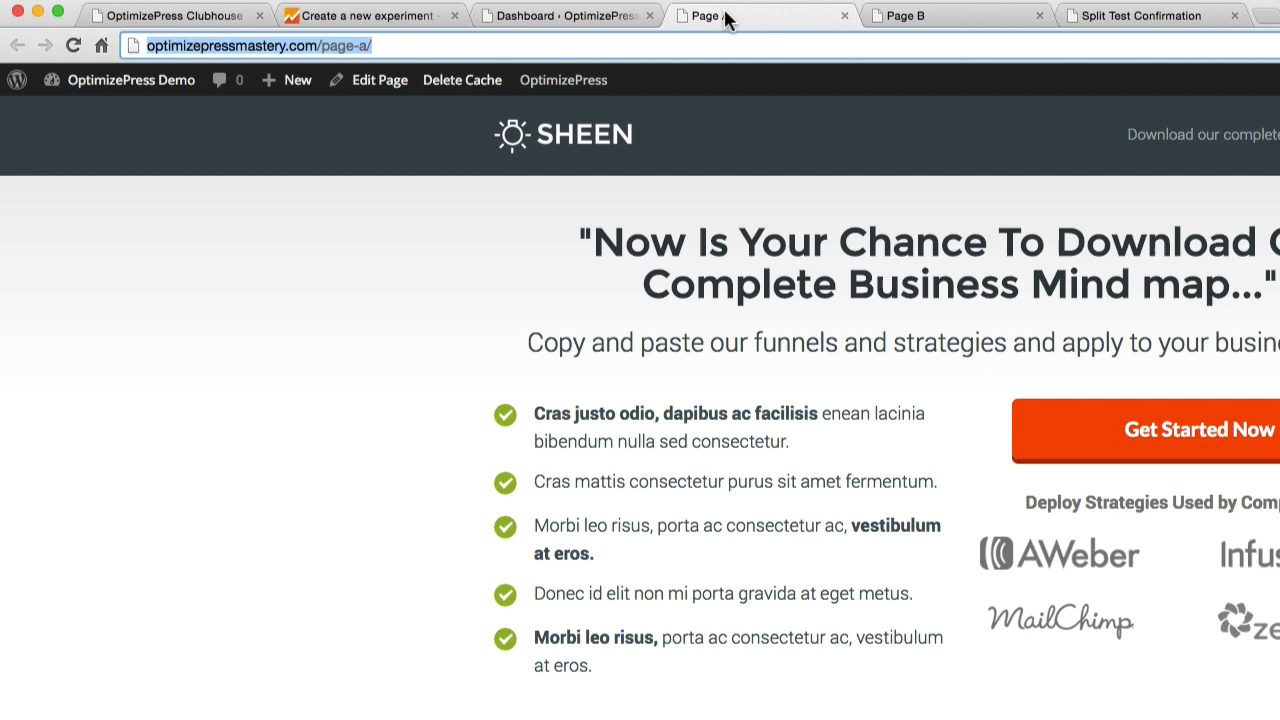 OptimizePress Clubhouse
Create a new experiment -
Dashboard ‹ OptimizePress
Page
Page B
Split Test Confirmation
optimizepressmastery.com/page-a/
OptimizePress Demo 0 New Edit Page Delete Cache OptimizePress
SHEEN
Download our complete
"Now Is Your Chance To Download
Complete Business Mind map..."
Copy and paste our funnels and strategies and apply to your busin
Cras justo odio, dapibus ac facilisis enean lacinia
bibendum nulla sed consectetur.
Cras mattis consectetur purus sit amet fermentum.
Morbi leo risus, porta ac consectetur ac, vestibulum
at eros.
Donec id elit non mi porta gravida at eget metus.
Morbi leo risus, porta ac consectetur ac, vestibulum
at eros.
Get Started Now
Deploy Strategies Used by Comp
AWeber
Infus
MailChimp
ze